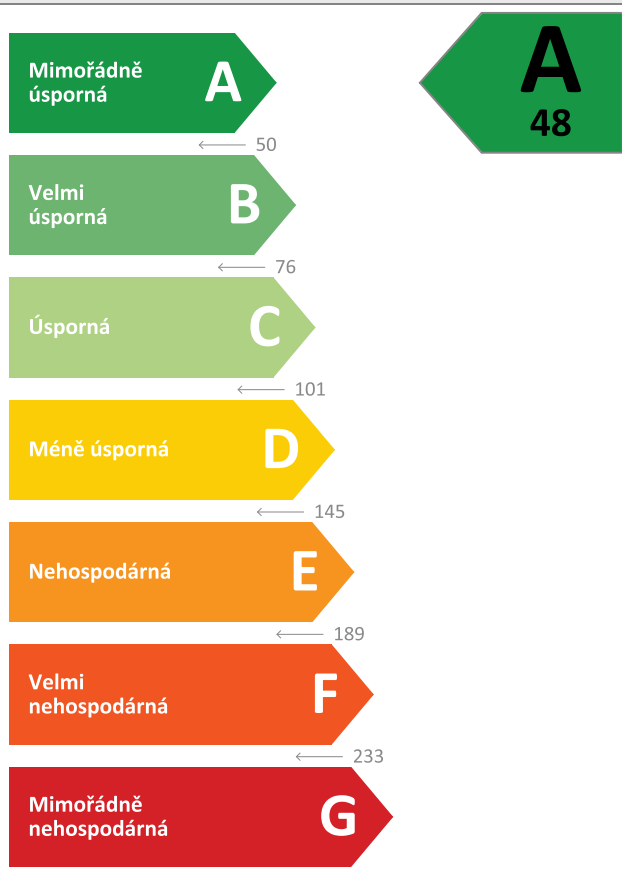 Mimořádně
úsporná
A
A
48
50
Velmi
úsporná
B
76
Úsporná
C
101
Méně úsporná
D
145
Nehospodárná
E
189
Velmi
nehospodárná
F
233
Mimořádně
nehospodárná
G